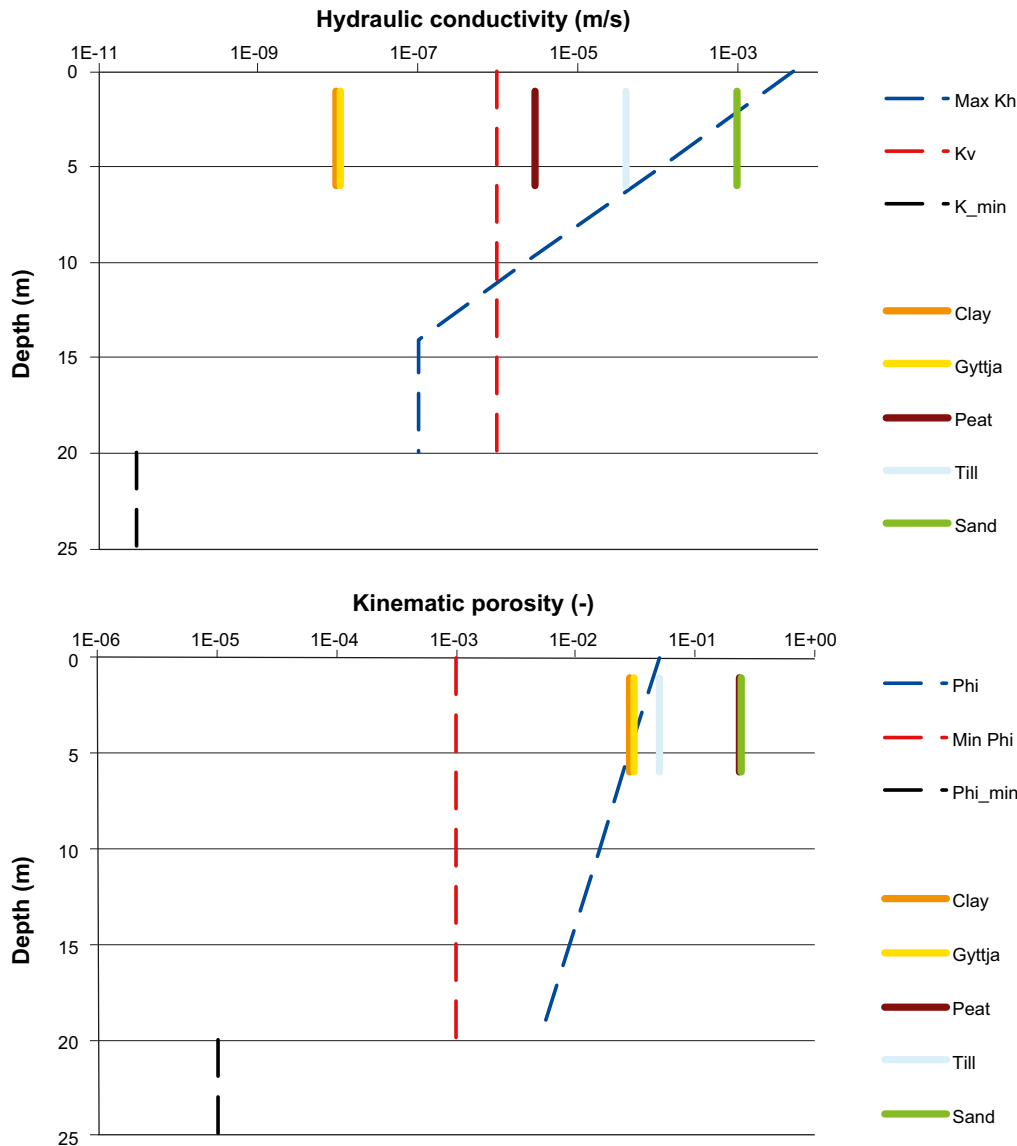 Hydraulic conductivity (m/s)
1E-11 1E-09 1E-07 1E-05 1E-03
0
5
10
15
20
25
Depth (m)
Max Kh
Kv
K_min
Clay
Gyttja
Peat
Till
Sand
Kinematic porosity (-)
1E-06 1E-05 1E-04 1E-03 1E-02 1E-01 1E+00
0
5
10
15
20
25
Depth (m)
Phi
Min Phi
Phi_min
Clay
Gyttja
Peat
Till
Sand